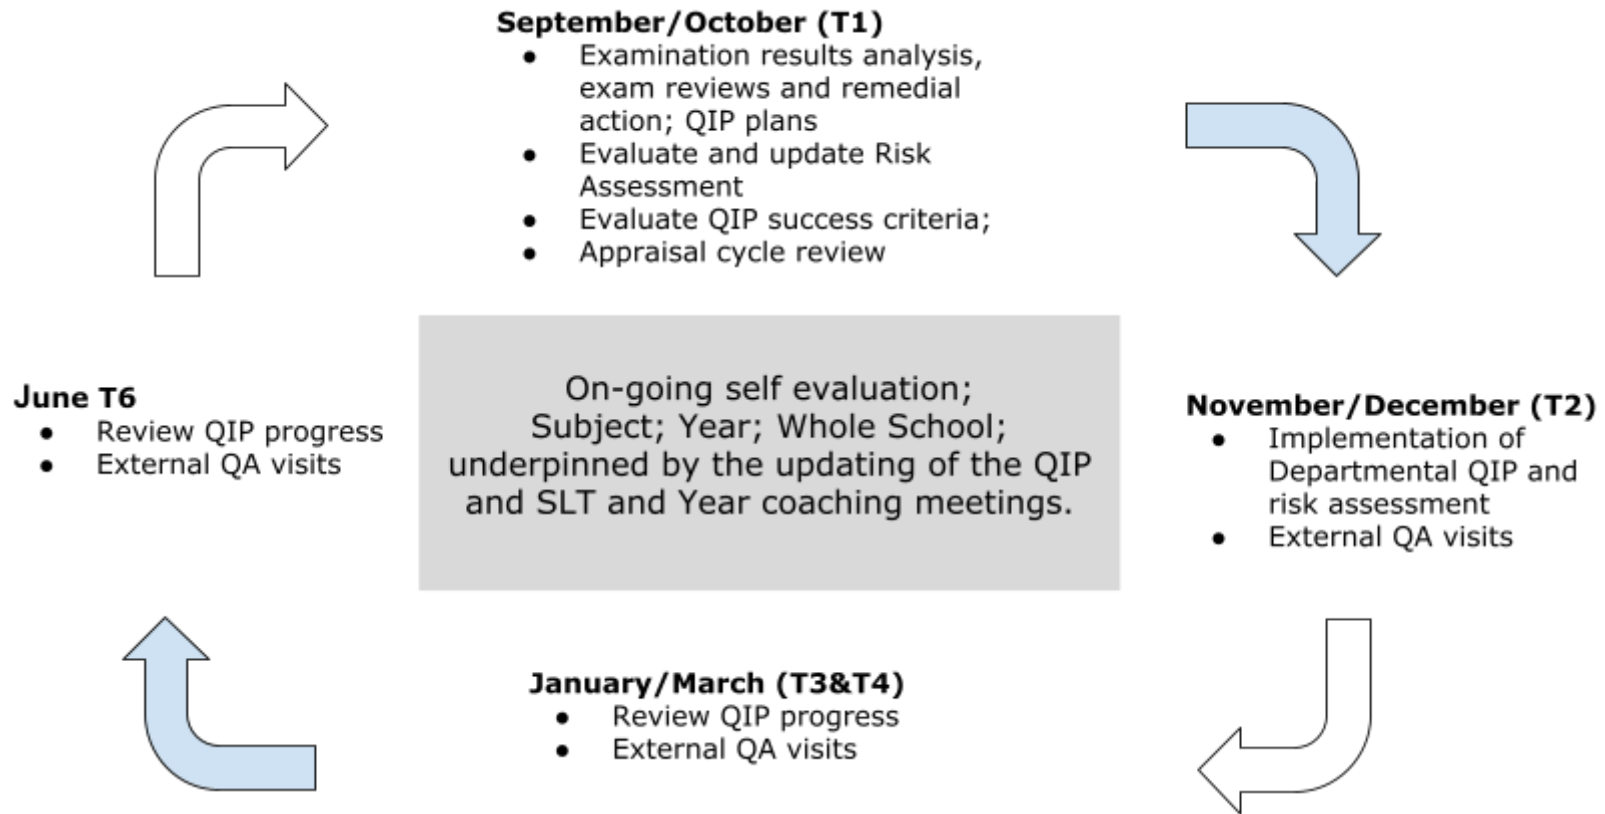 September/October (T1)
● Examination results analysis,
exam reviews and remedial
action; QIP plans
● Evaluate and update Risk
Assessment
● Evaluate QIP success criteria;
● Appraisal cycle review
November/December (T2)
● Implementation of
Departmental QIP and
risk assessment
● External QA visits
January/March (T3&T4)
● Review QIP progress
● External QA visits
June T6
● Review QIP progress
● External QA visits
On-going self evaluation;
Subject; Year; Whole School;
underpinned by the updating of the QIP
and SLT and Year coaching meetings.